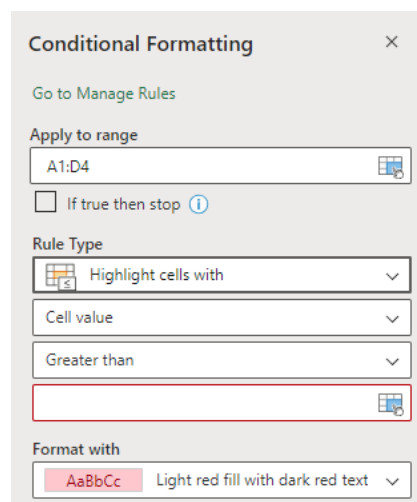 Conditional Formatting
Go to Manage Rules
Apply to range
A1:D4
If true then stop
Rule Type
Highlight cells with
Cell value
Greater than
Format with
AaBbCc Light red fill with dark red text